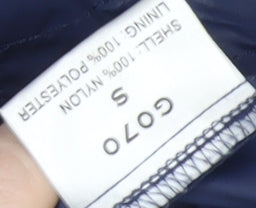 G070
S
SHELL: 100% NYLON
LINING: 100% POLYESTER